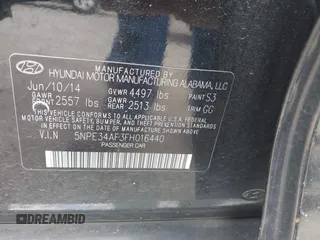 MANUFACTURED BY
HYUNDAI MOTOR MANUFACTURING ALABAMA, LLC
Jun/10/14 GVWR 4497 lbs PAINT S3
GAWR FRONT 2557 lbs GAWR REAR 2513 lbs TRIM GC
THIS VEHICLE CONFORMS TO ALL APPLICABLE FEDERAL
MOTOR VEHICLE SAFETY, BUMPER, AND THEFT PREVENTION
STANDARDS IN EFFECT ON THE DATE OF MANUFACTURE
SHOWN ABOVE.
V.I.N 5NPE34AF3FH016440
PASSENGER CAR
DREAMBID